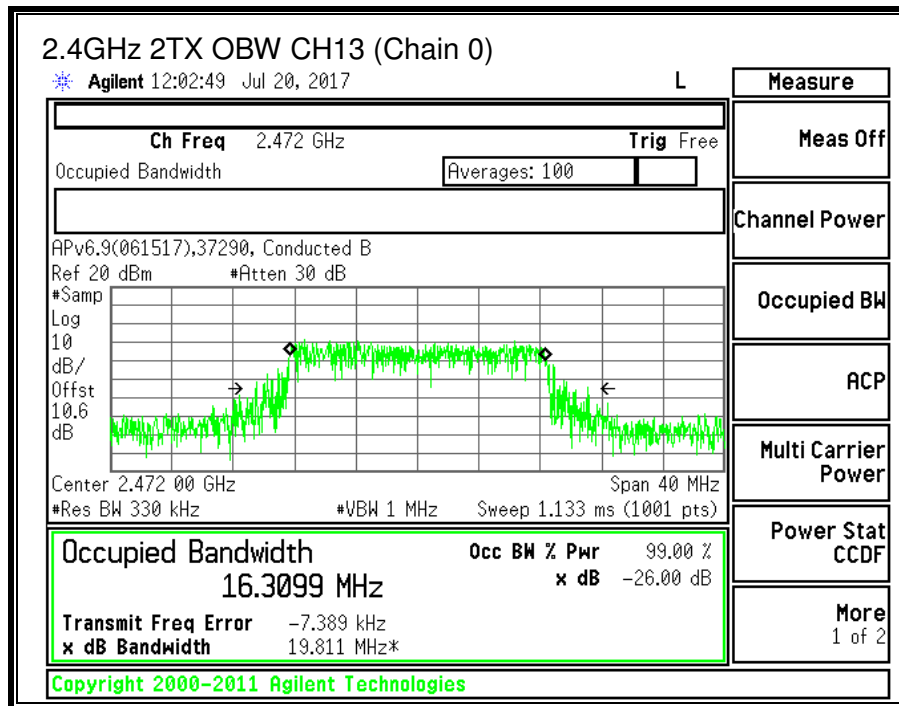 2.4GHz 2TX OBW CH13 (Chain 0)
Agilent 12:02:49 Jul 20, 2017 L
Measure
Ch Freq 2.472 GHz Trig Free
Meas Off
Occupied Bandwidth Averages: 100
Channel Power
APv6.9(061517),37290, Conducted B
Ref 20 dBm #Atten 30 dB
#Samp
Log
10
dB/
Offst
10.6
dB
Occupied BW
ACP
Multi Carrier
Power
Center 2.472 00 GHz Span 40 MHz
#Res BW 330 kHz #VBW 1 MHz Sweep 1.133 ms (1001 pts)
Power Stat
CCDF
Occupied Bandwidth Occ BW % Pwr 99.00 %
16.3099 MHz x dB -26.00 dB
Transmit Freq Error -7.389 kHz
x dB Bandwidth 19.811 MHz*
More
1 of 2
Copyright 2000-2011 Agilent Technologies